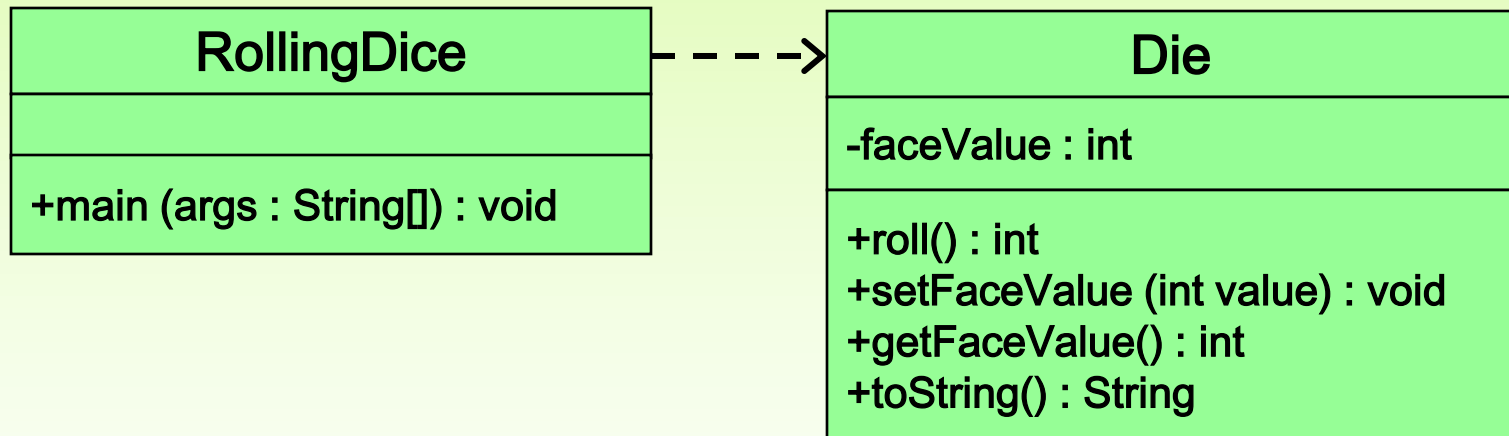 RollingDice
+main (args : String[]) : void
Die
-faceValue : int
+roll() : int
+setFaceValue (int value) : void
+getFaceValue() : int
+toString() : String